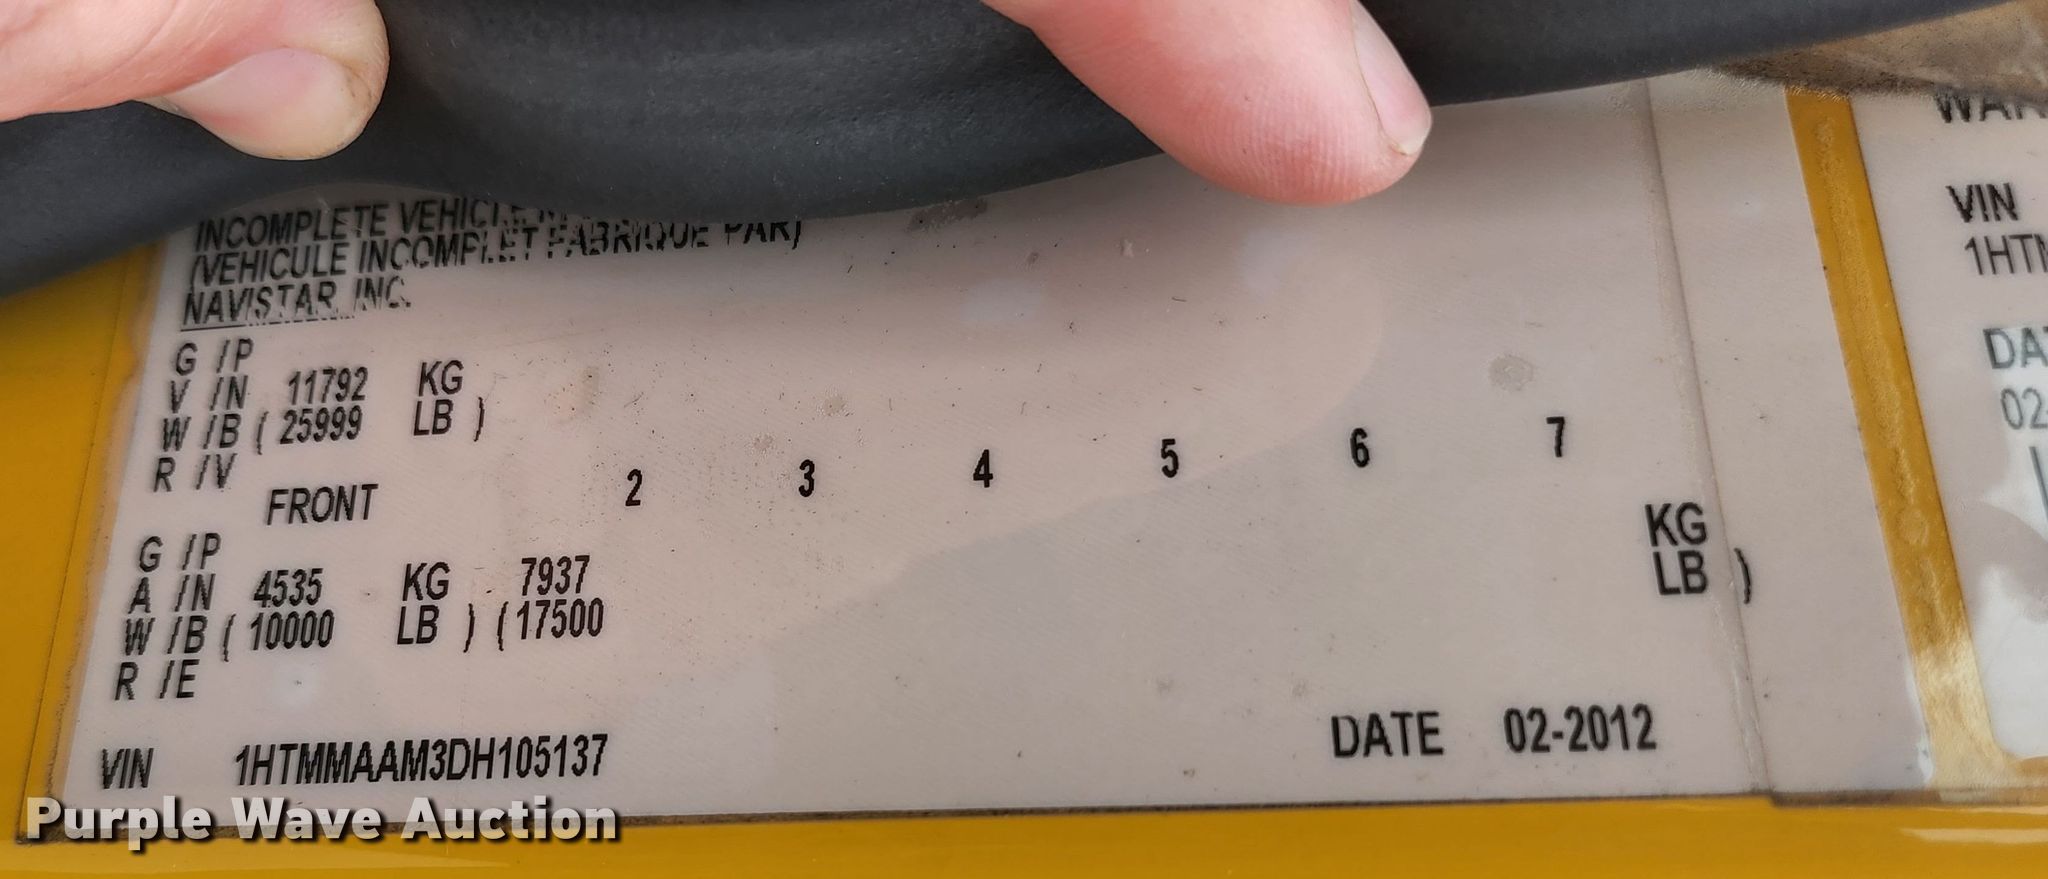 INCOMPLETE VEHICLE
(VEHICULE INCOMPLET FABRIQUE PAR)
NAVISTAR, INC.
G /P
V /N 11792 KG
W /B ( 25999 LB )
R /V
FRONT 2 3 4 5 6 7
G /P
A /N 4535 KG 7937 KG
W /B ( 10000 LB ) ( 17500 LB )
R /E
VIN 1HTMMAAM3DH105137 DATE 02-2012
VIN
Purple Wave Auction